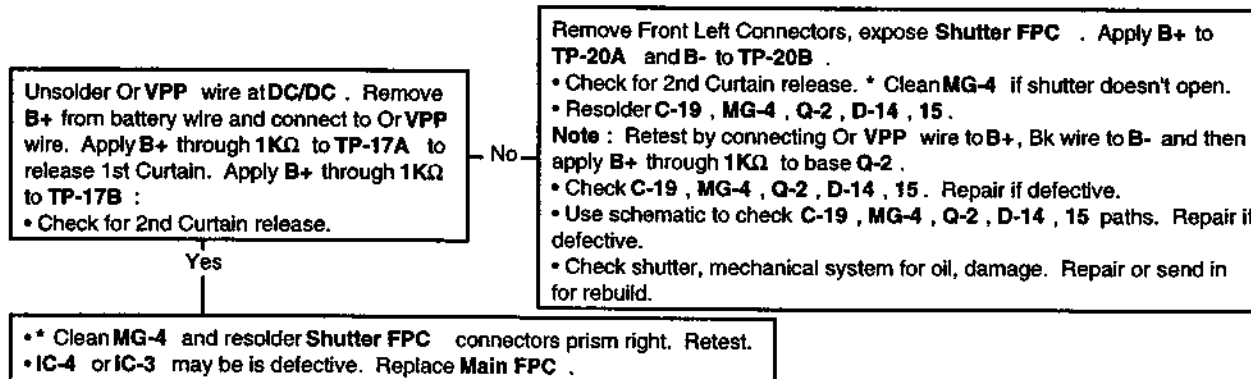 Unsolder Or VPP wire at DC/DC . Remove
B+ from battery wire and connect to Or VPP
wire. Apply B+ through 1KΩ to TP-17A to
release 1st Curtain. Apply B+ through 1KΩ
to TP-17B :
• Check for 2nd Curtain release.
No
Remove Front Left Connectors, expose Shutter FPC . Apply B+ to
TP-20A and B- to TP-20B .
• Check for 2nd Curtain release. * Clean MG-4 if shutter doesn't open.
• Resolder C-19 , MG-4 , Q-2 , D-14 , 15 .
Note : Retest by connecting Or VPP wire to B+, Bk wire to B- and then
apply B+ through 1KΩ to base Q-2 .
• Check C-19 , MG-4 , Q-2 , D-14 , 15 . Repair if defective.
• Use schematic to check C-19 , MG-4 , Q-2 , D-14 , 15 paths. Repair if
defective.
• Check shutter, mechanical system for oil, damage. Repair or send in
for rebuild.
Yes
• * Clean MG-4 and resolder Shutter FPC connectors prism right. Retest.
• IC-4 or IC-3 may be is defective. Replace Main FPC .